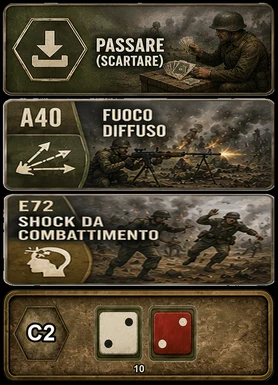 PASSARE
(SCARTARE)
A40
FUOCO
DIFFUSO
E72
SHOCK DA
COMBATTIMENTO
C2
10